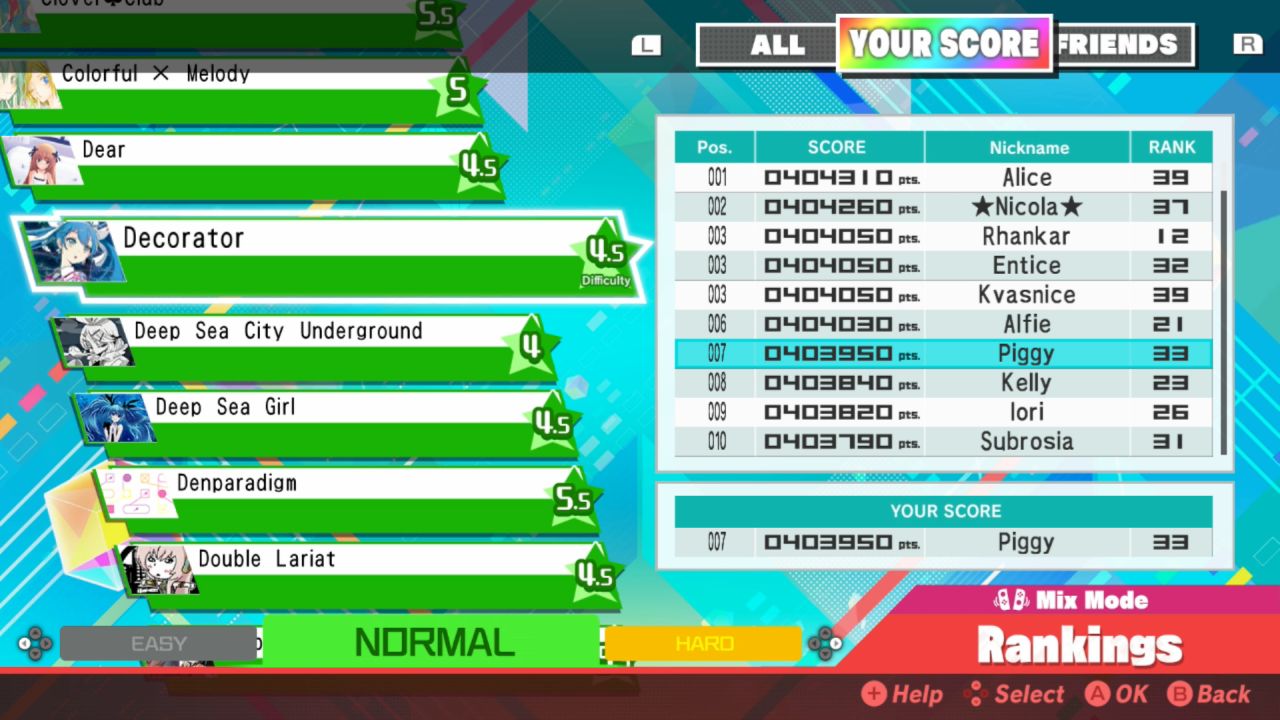 Clover♣Club
5.5
Colorful × Melody
5
Dear
4.5
Decorator
4.5
Difficulty
Deep Sea City Underground
4
Deep Sea Girl
4.5
Denparadigm
5.5
Double Lariat
4.5
EASY
NORMAL
HARD
L
ALL
YOUR SCORE
FRIENDS
R
Pos. SCORE Nickname RANK
001 0404310 pts. Alice 39
002 0404260 pts. ★Nicola★ 37
003 0404050 pts. Rhankar 12
003 0404050 pts. Entice 32
003 0404050 pts. Kvasnice 39
006 0404030 pts. Alfie 21
007 0403950 pts. Piggy 33
008 0403840 pts. Kelly 23
009 0403820 pts. Iori 26
010 0403790 pts. Subrosia 31
YOUR SCORE
007 0403950 pts. Piggy 33
Mix Mode
Rankings
+ Help Select A OK B Back